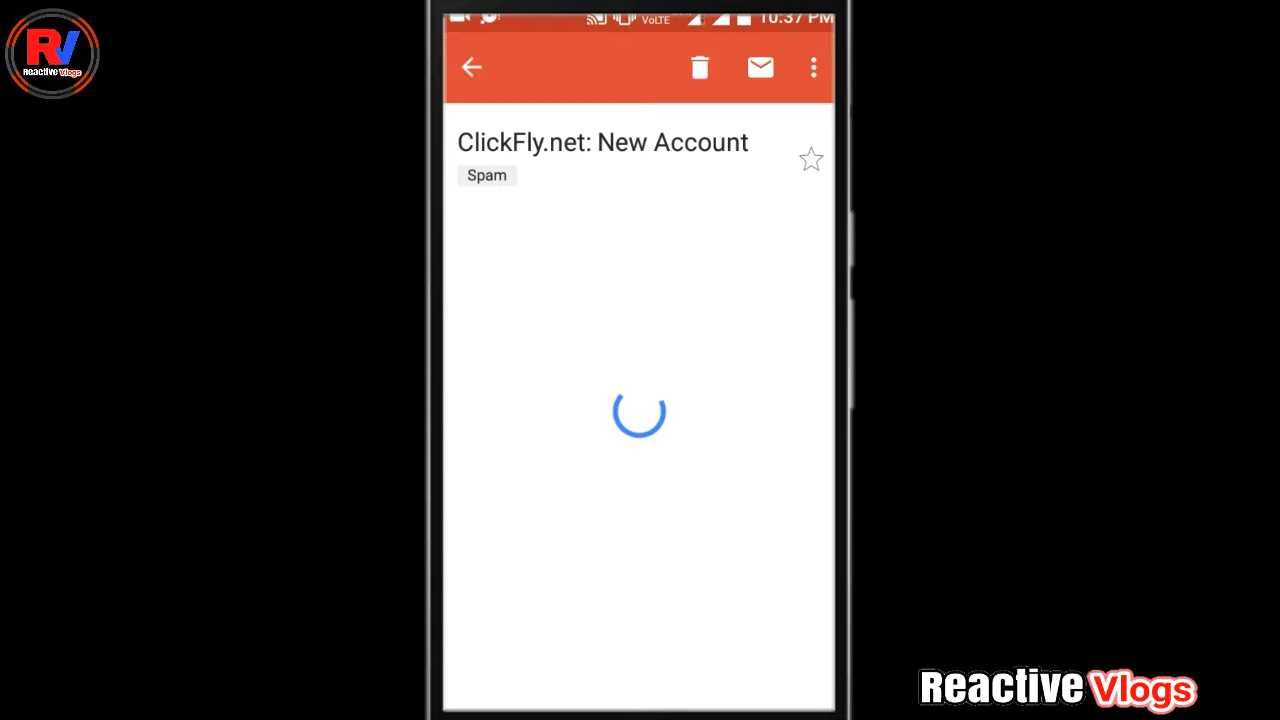 RV
Reactive Vlogs
VoLTE
10:37 PM
ClickFly.net: New Account
Spam
Reactive Vlogs